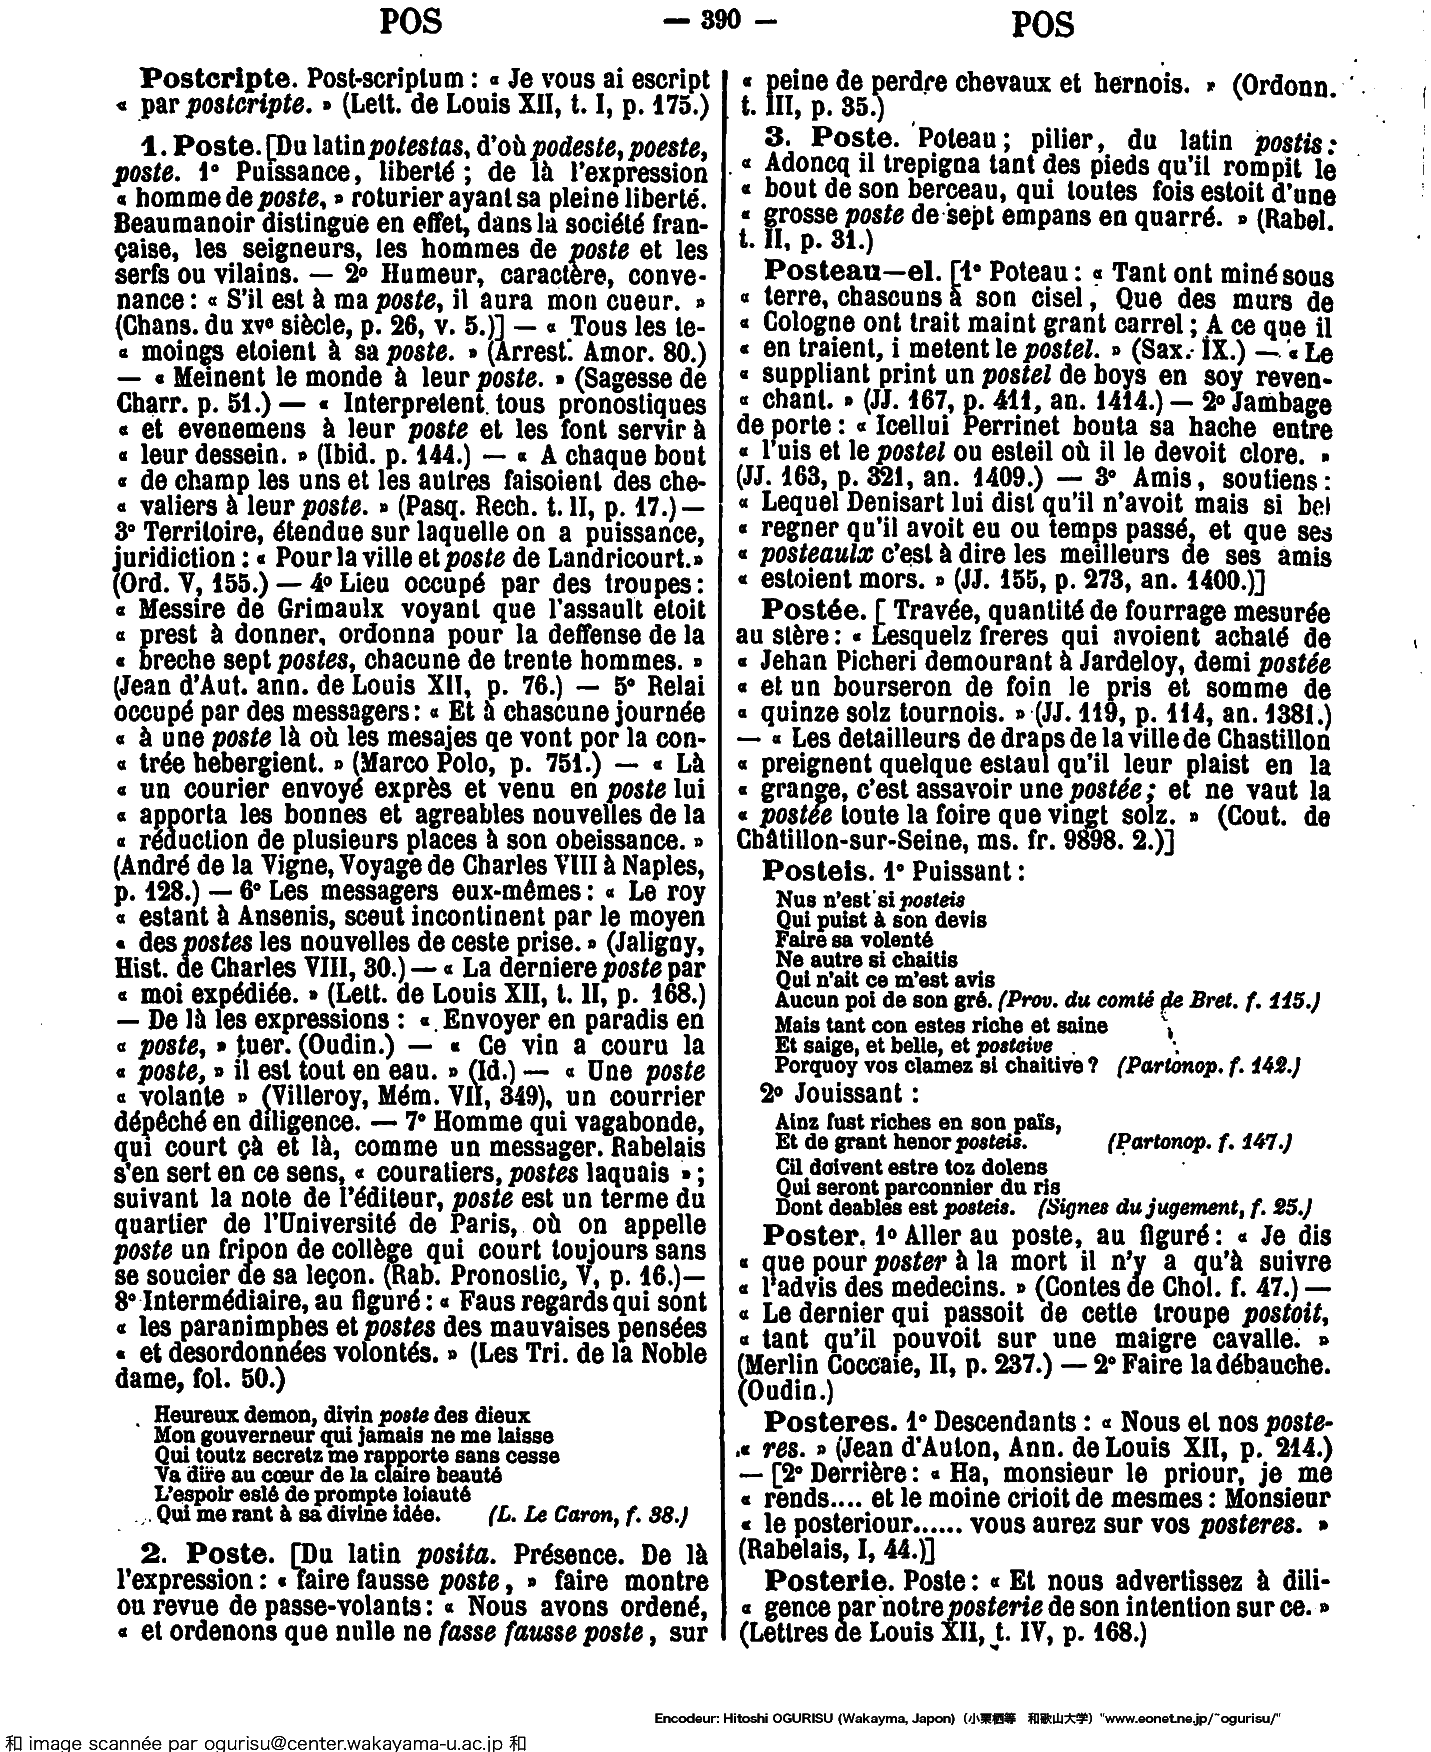 POS — 390 — POS
Postcripte. Post-scriptum : « Je vous ai escript
« par postcripte. » (Lett. de Louis XII, t. I, p. 175.)
1. Poste. [Du latin potestas, d'où podeste, poeste,
poste. 1° Puissance, liberté ; de là l'expression
« homme de poste, » roturier ayant sa pleine liberté.
Beaumanoir distingue en effet, dans la société fran-
çaise, les seigneurs, les hommes de poste et les
serfs ou vilains. — 2° Humeur, caractère, conve-
nance : « S'il est à ma poste, il aura mon cueur. »
(Chans. du xve siècle, p. 26, v. 5.)] — « Tous les te-
« moings etoient à sa poste. » (Arrest. Amor. 80.)
— « Meinent le monde à leur poste. » (Sagesse de
Charr. p. 51.) — « Interpretent tous pronostiques
« et evenemens à leur poste et les font servir à
« leur dessein. » (Ibid. p. 144.) — « A chaque bout
« de champ les uns et les autres faisoient des che-
« valiers à leur poste. » (Pasq. Rech. t. II, p. 17.) —
3° Territoire, étendue sur laquelle on a puissance,
juridiction : « Pour la ville et poste de Landricourt. »
(Ord. V, 155.) — 4° Lieu occupé par des troupes :
« Messire de Grimaulx voyant que l'assault etoit
« prest à donner, ordonna pour la deffense de la
« breche sept postes, chacune de trente hommes. »
(Jean d'Aut. ann. de Louis XII, p. 76.) — 5° Relai
occupé par des messagers : « Et à chascune journée
« à une poste là où les mesajes qe vont por la con-
« trée hebergient. » (Marco Polo, p. 751.) — « Là
« un courier envoyé exprès et venu en poste lui
« apporta les bonnes et agreables nouvelles de la
« réduction de plusieurs places à son obeissance. »
(André de la Vigne, Voyage de Charles VIII à Naples,
p. 128.) — 6° Les messagers eux-mêmes : « Le roy
« estant à Ansenis, sceut incontinent par le moyen
« des postes les nouvelles de ceste prise. » (Jaligny,
Hist. de Charles VIII, 30.) — « La derniere poste par
« moi expédiée. » (Lett. de Louis XII, t. II, p. 168.)
— De là les expressions : « Envoyer en paradis en
« poste, » tuer. (Oudin.) — « Ce vin a couru la
« poste, » il est tout en eau. » (Id.) — « Une poste
« volante » (Villeroy, Mém. VII, 349), un courrier
dépêché en diligence. — 7° Homme qui vagabonde,
qui court çà et là, comme un messager. Rabelais
s'en sert en ce sens, « couratiers, postes laquais » ;
suivant la note de l'éditeur, poste est un terme du
quartier de l'Université de Paris, où on appelle
poste un fripon de collège qui court toujours sans
se soucier de sa leçon. (Rab. Pronostic, V, p. 16.) —
8° Intermédiaire, au figuré : « Faus regards qui sont
« les paranimphes et postes des mauvaises pensées
« et desordonnées volontés. » (Les Tri. de la Noble
dame, fol. 50.)
Heureux demon, divin poste des dieux
Mon gouverneur qui jamais ne me laisse
Qui toutz secretz me rapporte sans cesse
Va dire au cœur de la claire beauté
L'espoir eslé de prompte loiauté
Qui me rant à sa divine idée. (L. Le Caron, f. 38.)
2. Poste. [Du latin posita. Présence. De là
l'expression : « faire fausse poste, » faire montre
ou revue de passe-volants : « Nous avons ordené,
« et ordenons que nulle ne fasse fausse poste, sur
« peine de perdre chevaux et hernois. » (Ordonn.
t. III, p. 35.)
3. Poste. Poteau ; pilier, du latin postis :
« Adoncq il trepigna tant des pieds qu'il rompit le
« bout de son berceau, qui toutes fois estoit d'une
« grosse poste de sept empans en quarré. » (Rabel.
t. II, p. 31.)
Posteau—el. [1° Poteau : « Tant ont miné sous
« terre, chascuns à son cisel, Que des murs de
« Cologne ont trait maint grant carrel ; A ce que il
« en traient, i metent le postel. » (Sax. IX.) — « Le
« suppliant print un postel de boys en soy reven-
« chant. » (JJ. 167, p. 411, an. 1414.) — 2° Jambage
de porte : « Icellui Perrinet bouta sa hache entre
« l'uis et le postel ou esteil où il le devoit clore. »
(JJ. 163, p. 321, an. 1409.) — 3° Amis, soutiens :
« Lequel Denisart lui dist qu'il n'avoit mais si bel
« regner qu'il avoit eu ou temps passé, et que ses
« posteaulx c'est à dire les meilleurs de ses amis
« estoient mors. » (JJ. 155, p. 273, an. 1400.)]
Postée. [ Travée, quantité de fourrage mesurée
au stère : « Lesquelz freres qui avoient achaté de
« Jehan Picheri demourant à Jardeloy, demi postée
« et un bourseron de foin le pris et somme de
« quinze solz tournois. » (JJ. 119, p. 114, an. 1381.)
— « Les detailleurs de draps de la ville de Chastillon
« preignent quelque estaul qu'il leur plaist en la
« grange, c'est assavoir une postée ; et ne vaut la
« postée toute la foire que vingt solz. » (Cout. de
Châtillon-sur-Seine, ms. fr. 9898. 2.)]
Posteis. 1° Puissant :
Nus n'est si posteis
Qui puist à son devis
Faire sa volenté
Ne autre si chaitis
Qui n'ait ce m'est avis
Aucun poi de son gré. (Prov. du comté de Bret. f. 115.)
Mais tant con estes riche et saine
Et saige, et belle, et posteive
Porquoy vos clamez si chaitive ? (Partonop. f. 142.)
2° Jouissant :
Ainz fust riches en son païs,
Et de grant henor posteis. (Partonop. f. 147.)
Cil doivent estre toz dolens
Qui seront parconnier du ris
Dont deables est posteis. (Signes du jugement, f. 25.)
Poster. 1° Aller au poste, au figuré : « Je dis
« que pour poster à la mort il n'y a qu'à suivre
« l'advis des medecins. » (Contes de Chol. f. 47.) —
« Le dernier qui passoit de cette troupe postoit,
« tant qu'il pouvoit sur une maigre cavalle. »
(Merlin Coccaie, II, p. 237.) — 2° Faire la débauche.
(Oudin.)
Posteres. 1° Descendants : « Nous et nos poste-
« res. » (Jean d'Auton, Ann. de Louis XII, p. 214.)
— [2° Derrière : « Ha, monsieur le priour, je me
« rends.... et le moine crioit de mesmes : Monsieur
« le posteriour...... vous aurez sur vos posteres. »
(Rabelais, I, 44.)]
Posterie. Poste : « Et nous advertissez à dili-
« gence par notre posterie de son intention sur ce. »
(Lettres de Louis XII, t. IV, p. 168.)
Encodeur: Hitoshi OGURISU (Wakayma, Japon) (小栗栖等 和歌山大学) "www.eonet.ne.jp/~ogurisu/"
和 image scannée par ogurisu@center.wakayama-u.ac.jp 和